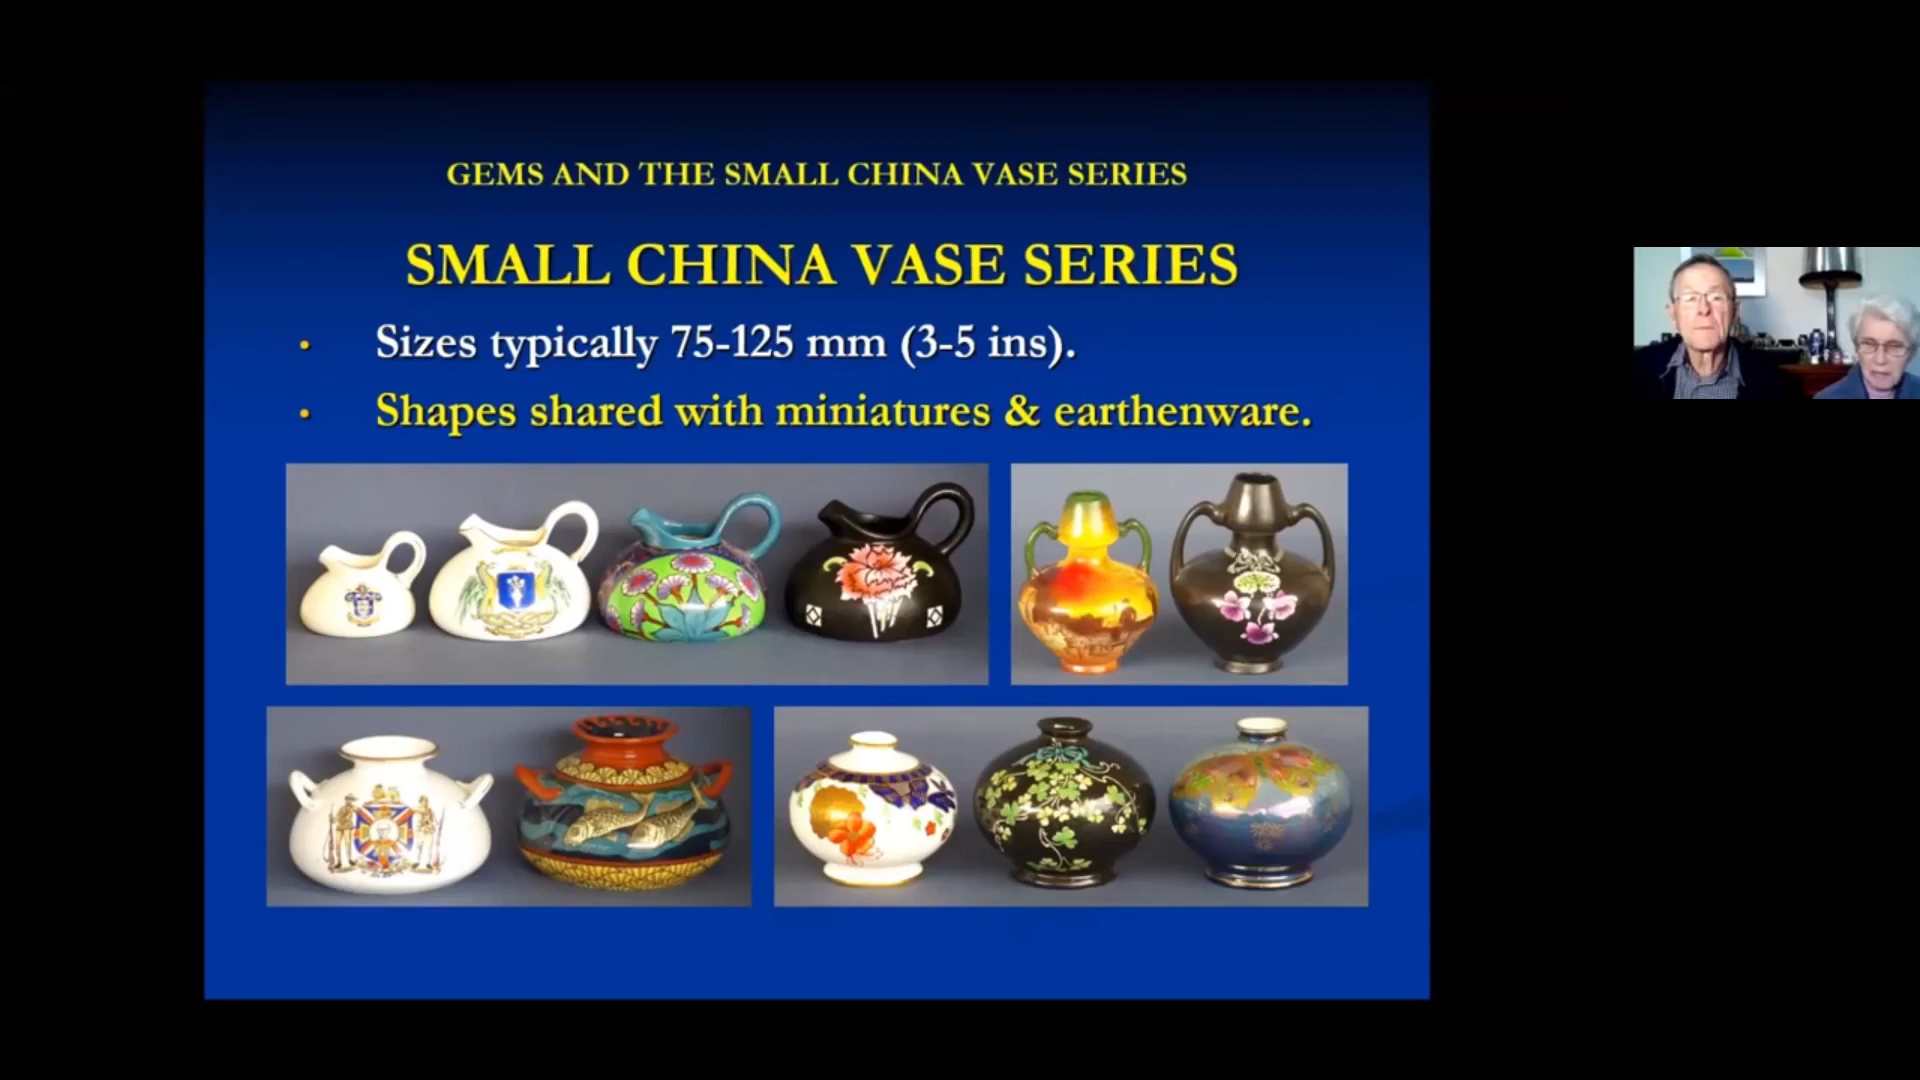 GEMS AND THE SMALL CHINA VASE SERIES
SMALL CHINA VASE SERIES
• Sizes typically 75-125 mm (3-5 ins).
• Shapes shared with miniatures & earthenware.